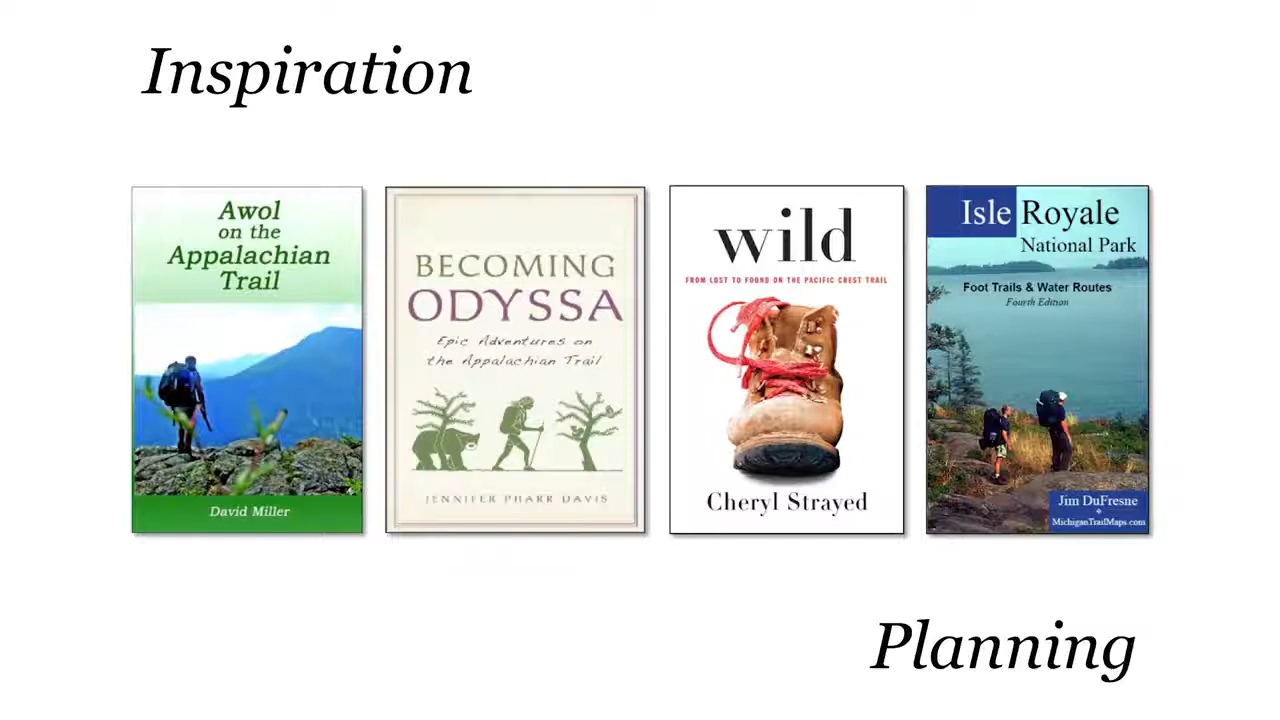 Inspiration
Awol
on the
Appalachian
Trail
David Miller
BECOMING
ODYSSA
Epic Adventures on
the Appalachian Trail
JENNIFER PHARR DAVIS
wild
FROM LOST TO FOUND ON THE PACIFIC CREST TRAIL
Cheryl Strayed
Isle Royale
National Park
Foot Trails & Water Routes
Fourth Edition
Jim DuFresne
MichiganTrailMaps.com
Planning